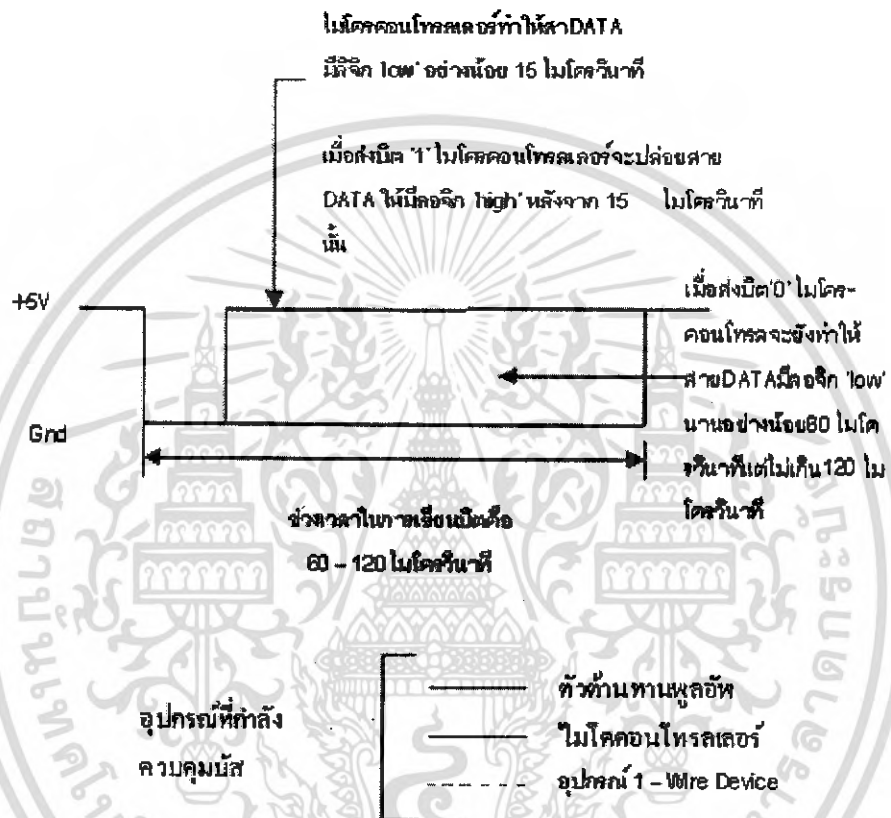 ไมโครคอนโทรลเลอร์ทำให้สาDATA
มีลิจิก 'low' อย่างน้อย 15 ไมโครวินาที
เมื่อส่งบิต '1' ไมโครคอนโทรลเลอร์จะปล่อยสาย
DATA ให้มีลอจิก 'high' หลังจาก 15 ไมโครวินาที
นั้น
+5V
เมื่อส่งบิต'0' ไมโคร-
คอนโทรลจะยังทำให้
สายDATAมีลอจิก 'low'
นานอย่างน้อย60 ไมโค
รวินาทีแต่ไม่เกิน120 ไม
โครวินาที
Gnd
ช่วงเวลาในการเขียนบิตคือ
60 – 120 ไมโครวินาที
อุปกรณ์ที่กำลัง
ควบคุมบัส
ตัวต้านทานพูลอัพ
ไมโคคอนโทรลเลอร์
อุปกรณ์ 1 – Wire Device